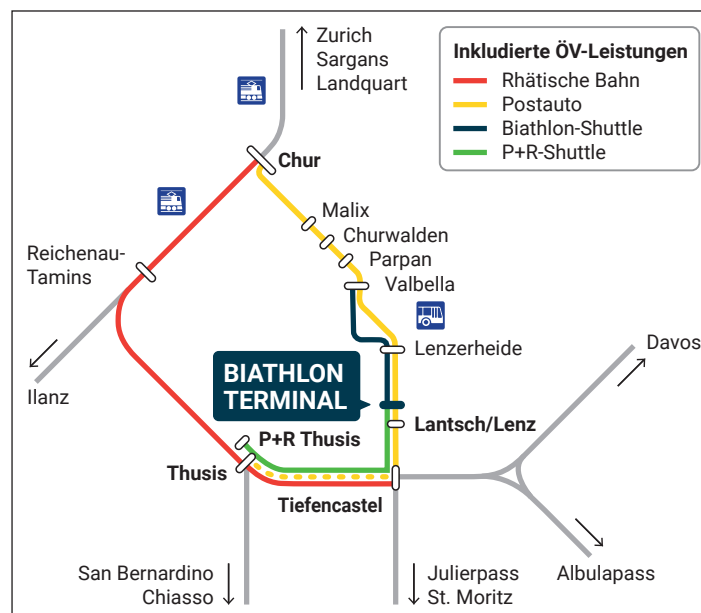 Zurich
Sargans
Landquart
Inkludierte ÖV-Leistungen
Rhätische Bahn
Postauto
Biathlon-Shuttle
P+R-Shuttle
Chur
Malix
Churwalden
Parpan
Valbella
Reichenau-
Tamins
Lenzerheide
Davos
Ilanz
BIATHLON
TERMINAL
Lantsch/Lenz
P+R Thusis
Thusis
Tiefencastel
San Bernardino
Chiasso
Julierpass
St. Moritz
Albulapass